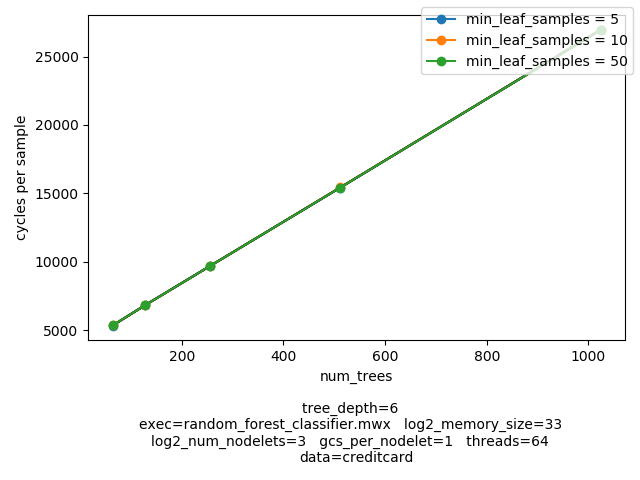 min_leaf_samples = 5
min_leaf_samples = 10
min_leaf_samples = 50
25000
20000
15000
10000
5000
cycles per sample
200 400 600 800 1000
num_trees
tree_depth=6
exec=random_forest_classifier.mwx log2_memory_size=33
log2_num_nodelets=3 gcs_per_nodelet=1 threads=64
data=creditcard